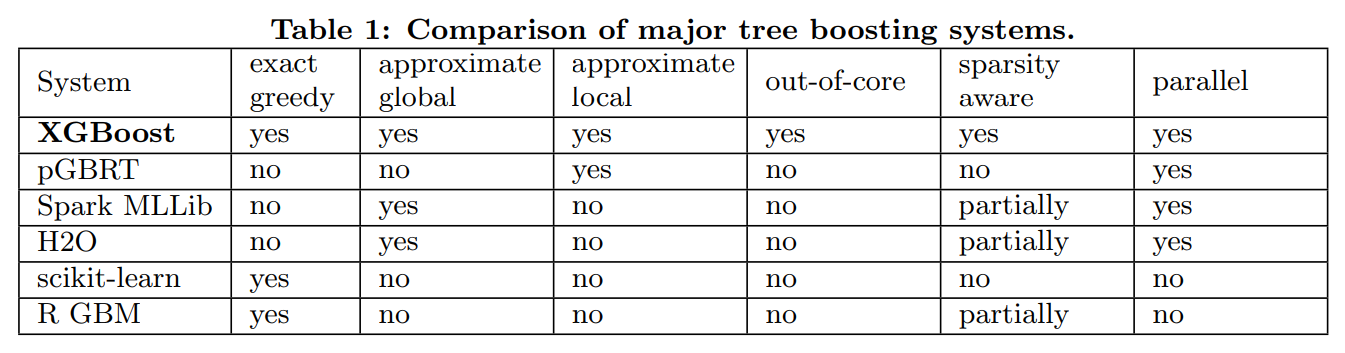 Table 1: Comparison of major tree boosting systems.
System exact greedy approximate global approximate local out-of-core sparsity aware parallel
XGBoost yes yes yes yes yes yes
pGBRT no no yes no no yes
Spark MLLib no yes no no partially yes
H2O no yes no no partially yes
scikit-learn yes no no no no no
R GBM yes no no no partially no